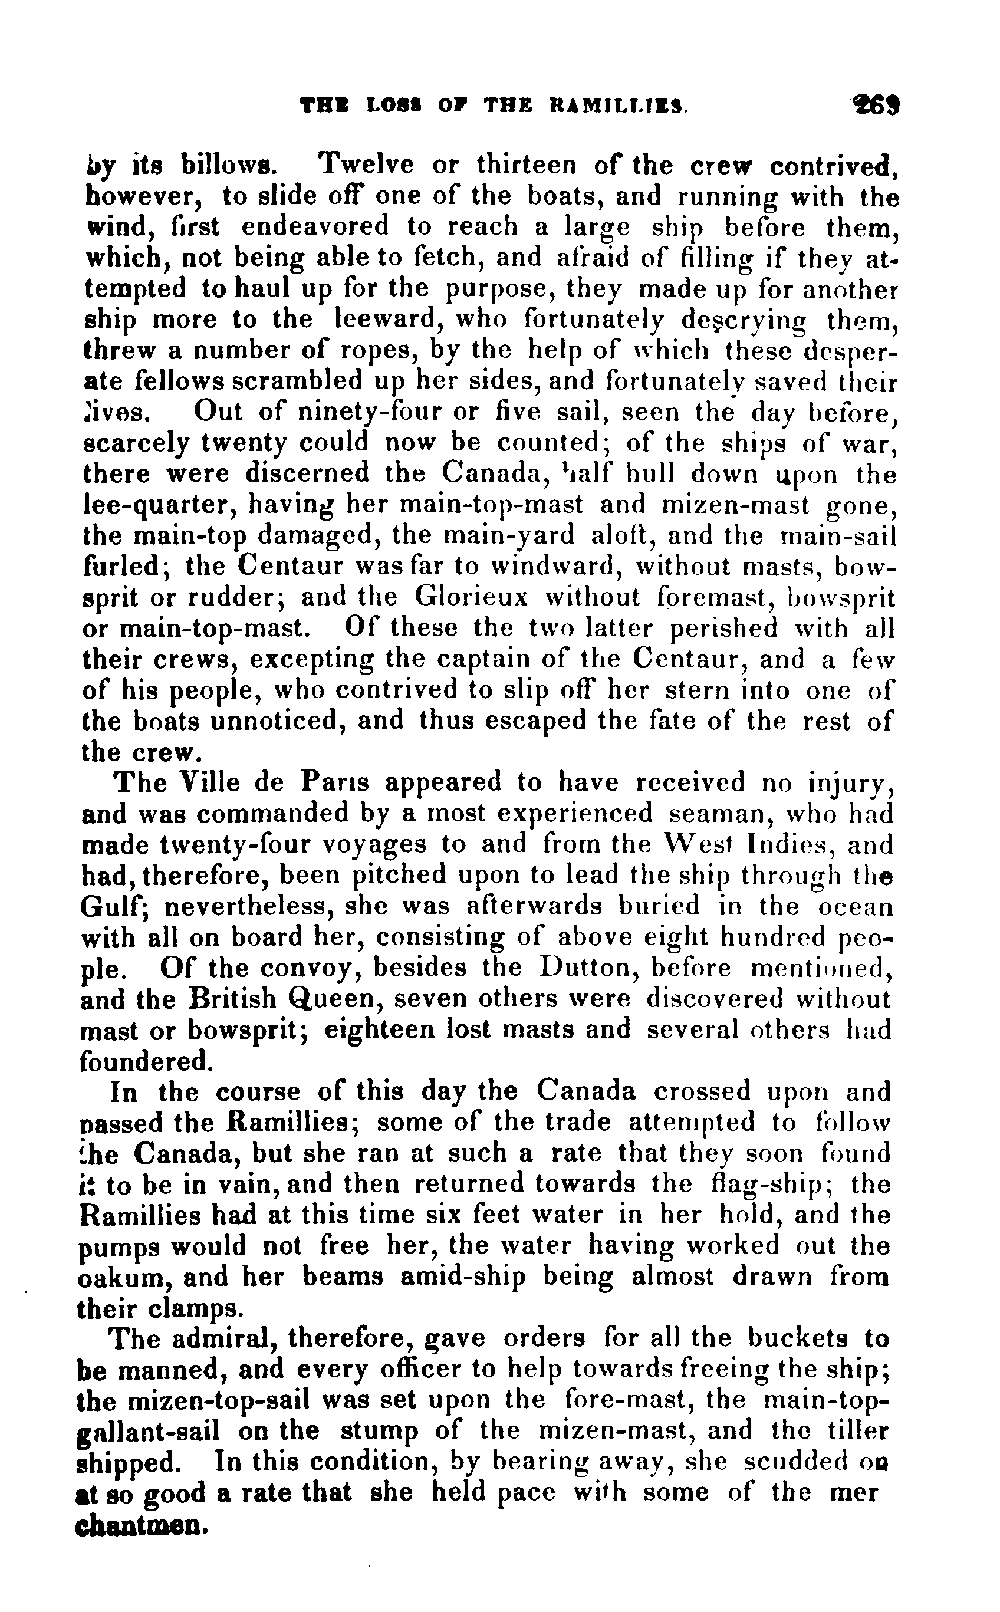 THE LOSS OF THE RAMILLIES. 269
by its billows. Twelve or thirteen of the crew contrived,
however, to slide off one of the boats, and running with the
wind, first endeavored to reach a large ship before them,
which, not being able to fetch, and afraid of filling if they at-
tempted to haul up for the purpose, they made up for another
ship more to the leeward, who fortunately descrying them,
threw a number of ropes, by the help of which these desper-
ate fellows scrambled up her sides, and fortunately saved their
lives. Out of ninety-four or five sail, seen the day before,
scarcely twenty could now be counted; of the ships of war,
there were discerned the Canada, half hull down upon the
lee-quarter, having her main-top-mast and mizen-mast gone,
the main-top damaged, the main-yard aloft, and the main-sail
furled; the Centaur was far to windward, without masts, bow-
sprit or rudder; and the Glorieux without foremast, bowsprit
or main-top-mast. Of these the two latter perished with all
their crews, excepting the captain of the Centaur, and a few
of his people, who contrived to slip off her stern into one of
the boats unnoticed, and thus escaped the fate of the rest of
the crew.
The Ville de Paris appeared to have received no injury,
and was commanded by a most experienced seaman, who had
made twenty-four voyages to and from the West Indies, and
had, therefore, been pitched upon to lead the ship through the
Gulf; nevertheless, she was afterwards buried in the ocean
with all on board her, consisting of above eight hundred peo-
ple. Of the convoy, besides the Dutton, before mentioned,
and the British Queen, seven others were discovered without
mast or bowsprit; eighteen lost masts and several others had
foundered.
In the course of this day the Canada crossed upon and
passed the Ramillies; some of the trade attempted to follow
the Canada, but she ran at such a rate that they soon found
it to be in vain, and then returned towards the flag-ship; the
Ramillies had at this time six feet water in her hold, and the
pumps would not free her, the water having worked out the
oakum, and her beams amid-ship being almost drawn from
their clamps.
The admiral, therefore, gave orders for all the buckets to
be manned, and every officer to help towards freeing the ship;
the mizen-top-sail was set upon the fore-mast, the main-top-
gallant-sail on the stump of the mizen-mast, and the tiller
shipped. In this condition, by bearing away, she scudded on
at so good a rate that she held pace with some of the mer
chantmen.